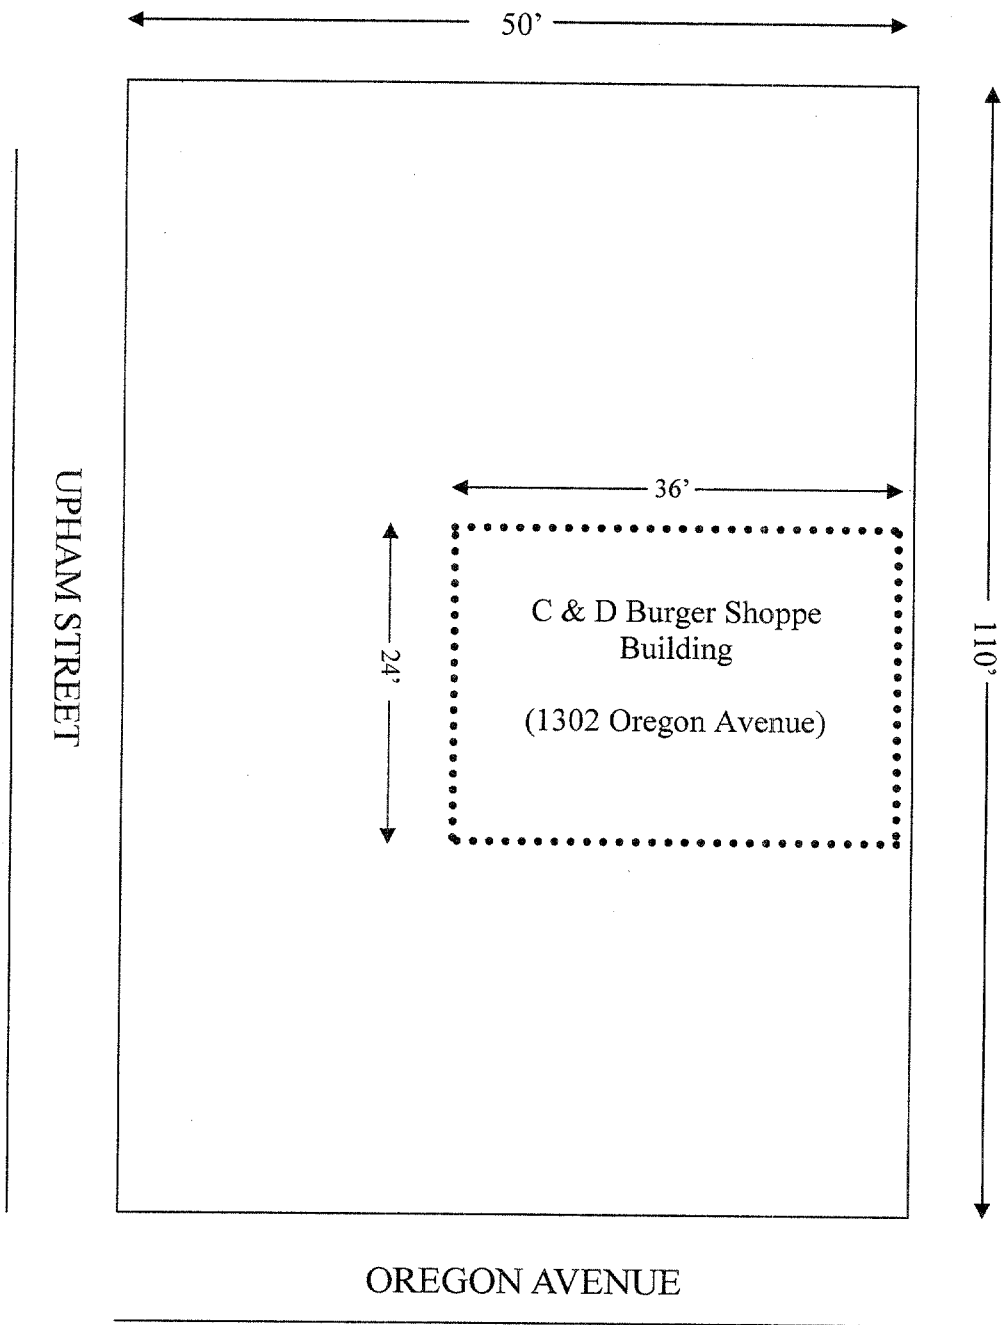 50’
36’
C & D Burger Shoppe
Building
(1302 Oregon Avenue)
24’
110’
UPHAM STREET
OREGON AVENUE